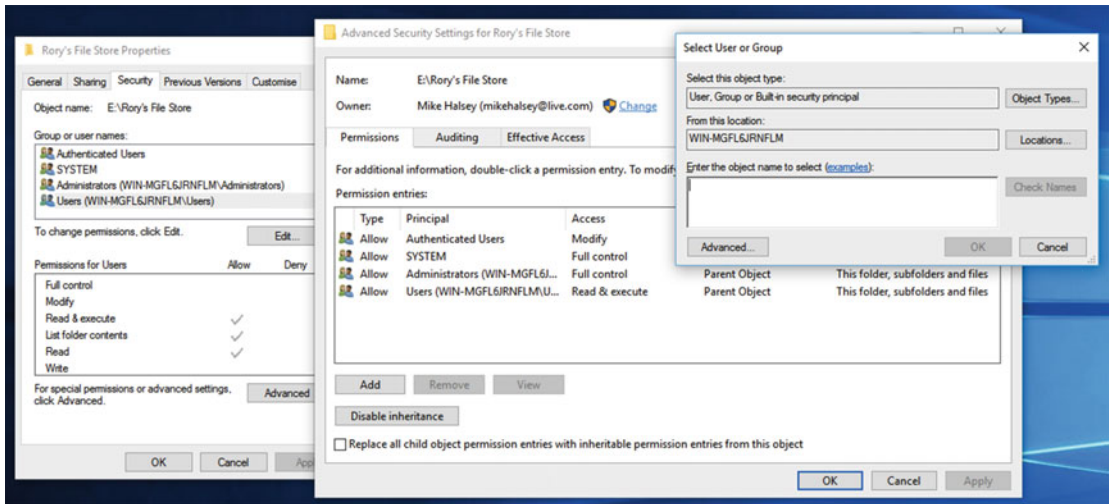 Rory's File Store Properties
General Sharing Security Previous Versions Customise
Object name: E:\Rory's File Store
Group or user names:
Authenticated Users
SYSTEM
Administrators (WIN-MGFL6JRNFLM\Administrators)
Users (WIN-MGFL6JRNFLM\Users)
To change permissions, click Edit.
Edit...
Permissions for Users Allow Deny
Full control
Modify
Read & execute
List folder contents
Read
Write
For special permissions or advanced settings,
click Advanced.
Advanced
OK Cancel
Advanced Security Settings for Rory's File Store
Name: E:\Rory's File Store
Owner: Mike Halsey (mikehalsey@live.com) Change
Permissions Auditing Effective Access
For additional information, double-click a permission entry. To modif
Permission entries:
Type Principal Access
Allow Authenticated Users Modify
Allow SYSTEM Full control
Allow Administrators (WIN-MGFL6J... Full control Parent Object This folder, subfolders and files
Allow Users (WIN-MGFL6JRNFLM\U... Read & execute Parent Object This folder, subfolders and files
Add Remove View
Disable inheritance
Replace all child object permission entries with inheritable permission entries from this object
OK Cancel Apply
Select User or Group
Select this object type:
User, Group or Built-in security principal
Object Types...
From this location:
WIN-MGFL6JRNFLM
Locations...
Enter the object name to select (examples):
Check Names
Advanced...
OK Cancel